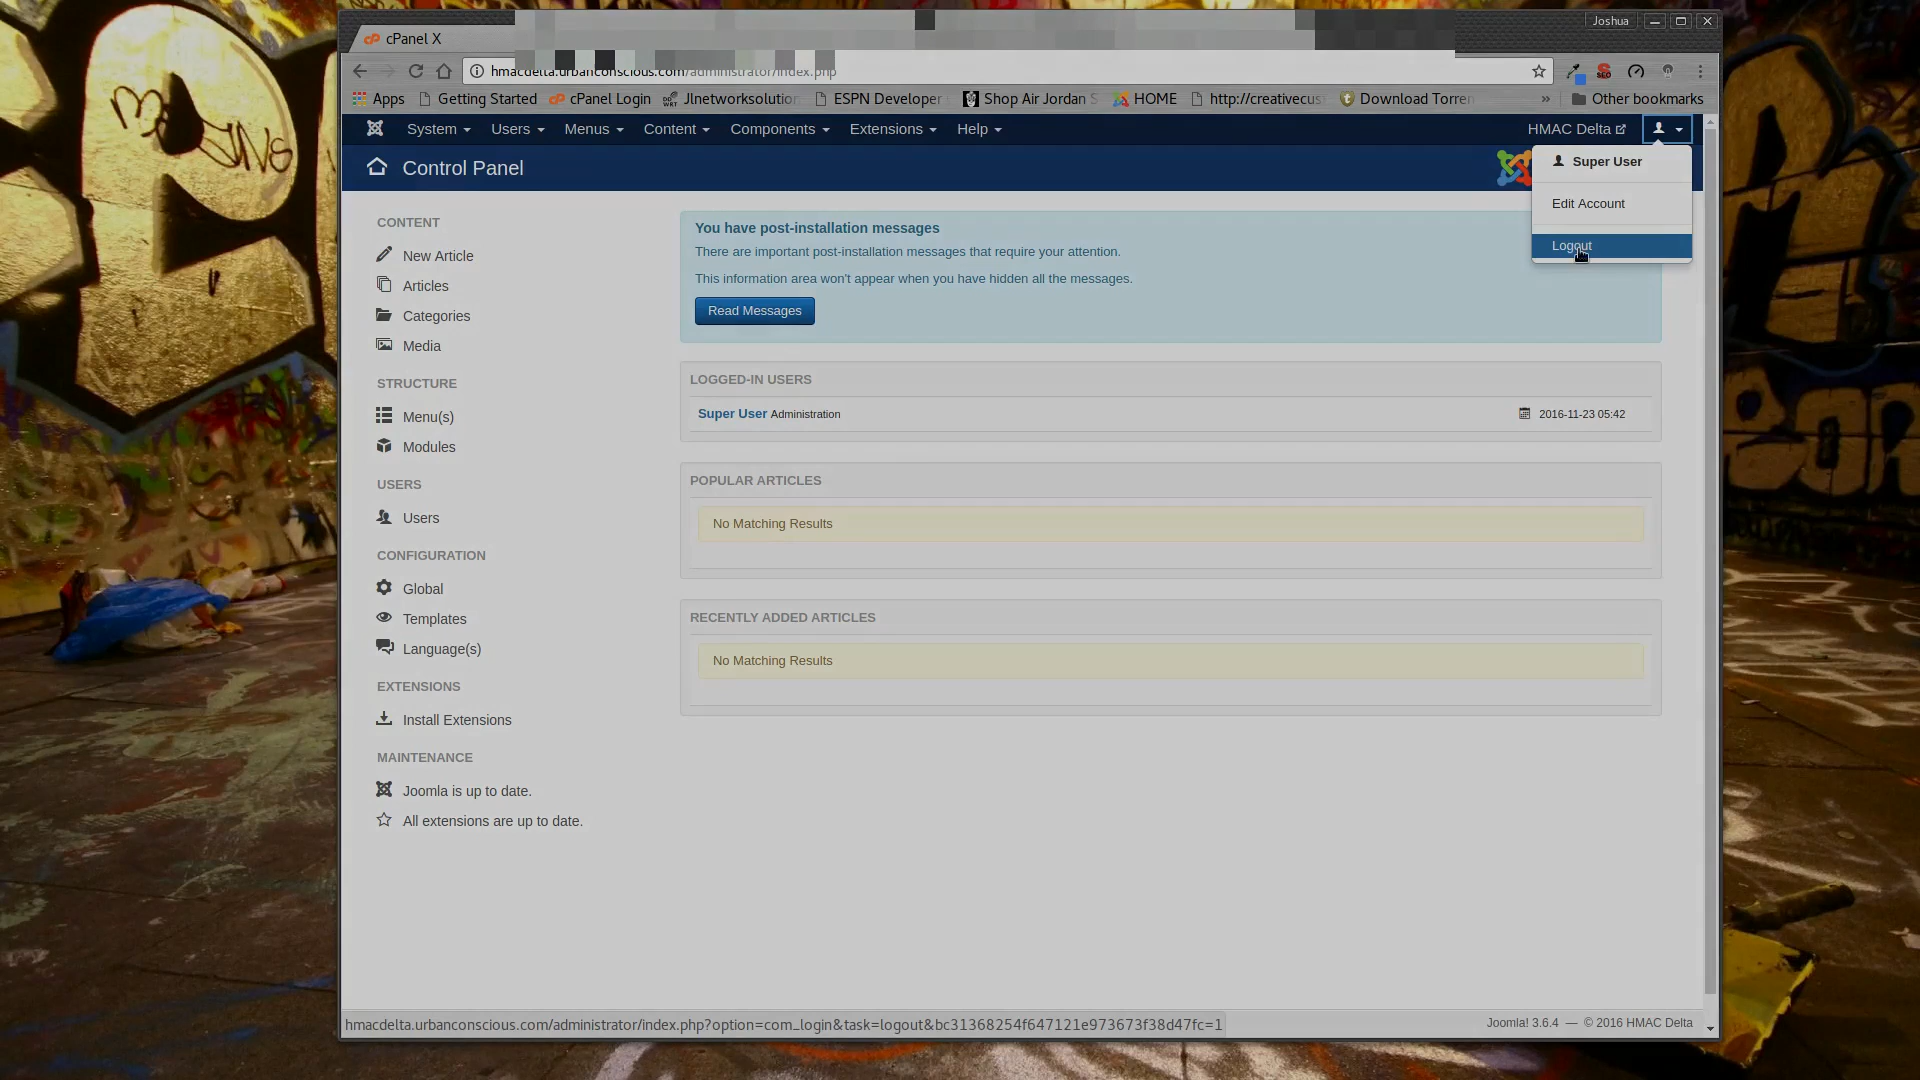 Joshua
cPanel X
hmacdelta.urbanconscious.com/administrator/index.php
SEO
Apps Getting Started cPanel Login Jlnetworksolution ESPN Developer Shop Air Jordan S HOME http://creativecus Download Torren » Other bookmarks
System Users Menus Content Components Extensions Help HMAC Delta
Control Panel
Super User
Edit Account
Logout
CONTENT
New Article
Articles
Categories
Media
STRUCTURE
Menu(s)
Modules
USERS
Users
CONFIGURATION
Global
Templates
Language(s)
EXTENSIONS
Install Extensions
MAINTENANCE
Joomla is up to date.
All extensions are up to date.
You have post-installation messages
There are important post-installation messages that require your attention.
This information area won't appear when you have hidden all the messages.
Read Messages
LOGGED-IN USERS
Super User Administration 2016-11-23 05:42
POPULAR ARTICLES
No Matching Results
RECENTLY ADDED ARTICLES
No Matching Results
hmacdelta.urbanconscious.com/administrator/index.php?option=com_login&task=logout&bc31368254f647121e973673f38d47fc=1
Joomla! 3.6.4 — © 2016 HMAC Delta